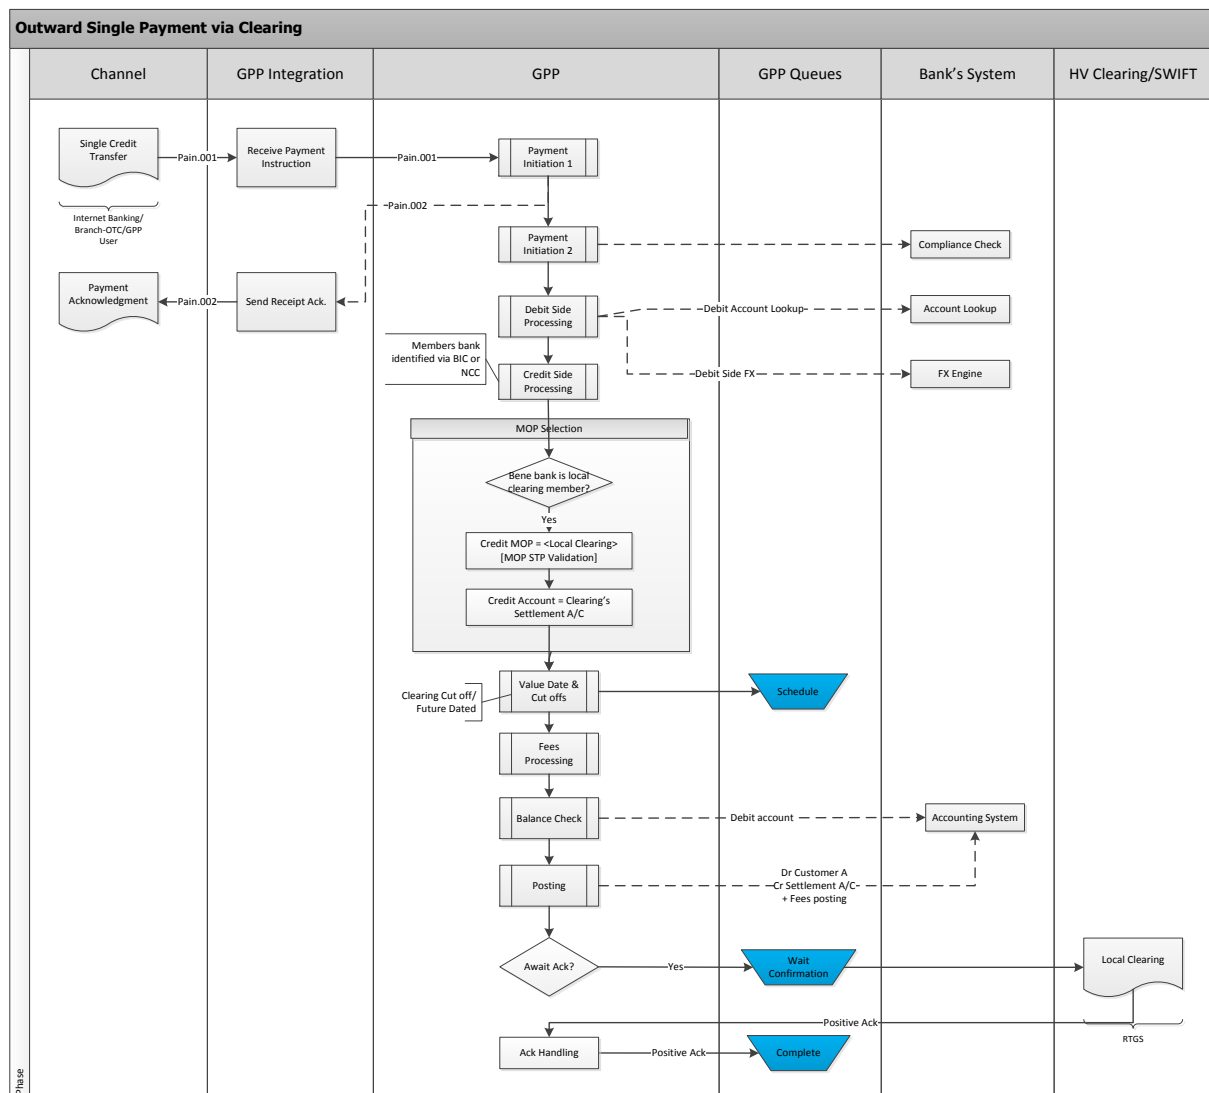 Outward Single Payment via Clearing
Channel
GPP Integration
GPP
GPP Queues
Bank's System
HV Clearing/SWIFT
Single Credit
Transfer
Pain.001
Receive Payment
Instruction
Pain.001
Payment
Initiation 1
Internet Banking/
Branch-OTC/GPP
User
Pain.002
Payment
Initiation 2
Compliance Check
Payment
Acknowledgment
Pain.002
Send Receipt Ack.
Debit Side
Processing
Debit Account Lookup
Account Lookup
Members bank
identified via BIC or
NCC
Credit Side
Processing
Debit Side FX
FX Engine
MOP Selection
Bene bank is local
clearing member?
Yes
Credit MOP = <Local Clearing>
[MOP STP Validation]
Credit Account = Clearing's
Settlement A/C
Clearing Cut off/
Future Dated
Value Date &
Cut offs
Schedule
Fees
Processing
Balance Check
Debit account
Accounting System
Posting
Dr Customer A
Cr Settlement A/C
+ Fees posting
Await Ack?
Yes
Wait
Confirmation
Local Clearing
Positive Ack
RTGS
Ack Handling
Positive Ack
Complete
Phase